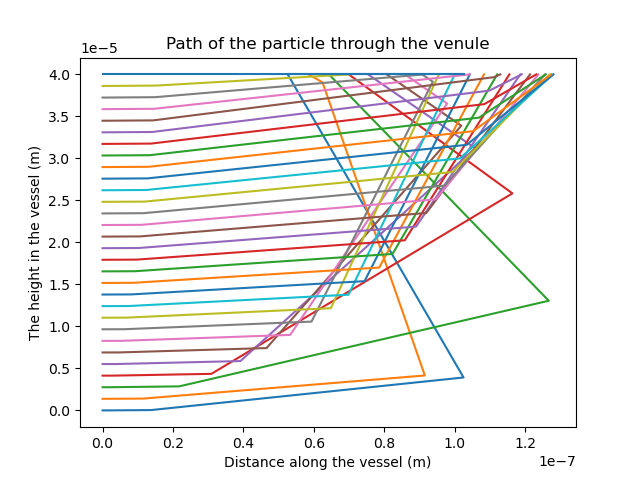 Path of the particle through the venule
1e−5
4.0
3.5
3.0
2.5
2.0
1.5
1.0
0.5
0.0
The height in the vessel (m)
0.0 0.2 0.4 0.6 0.8 1.0 1.2
Distance along the vessel (m)
1e−7